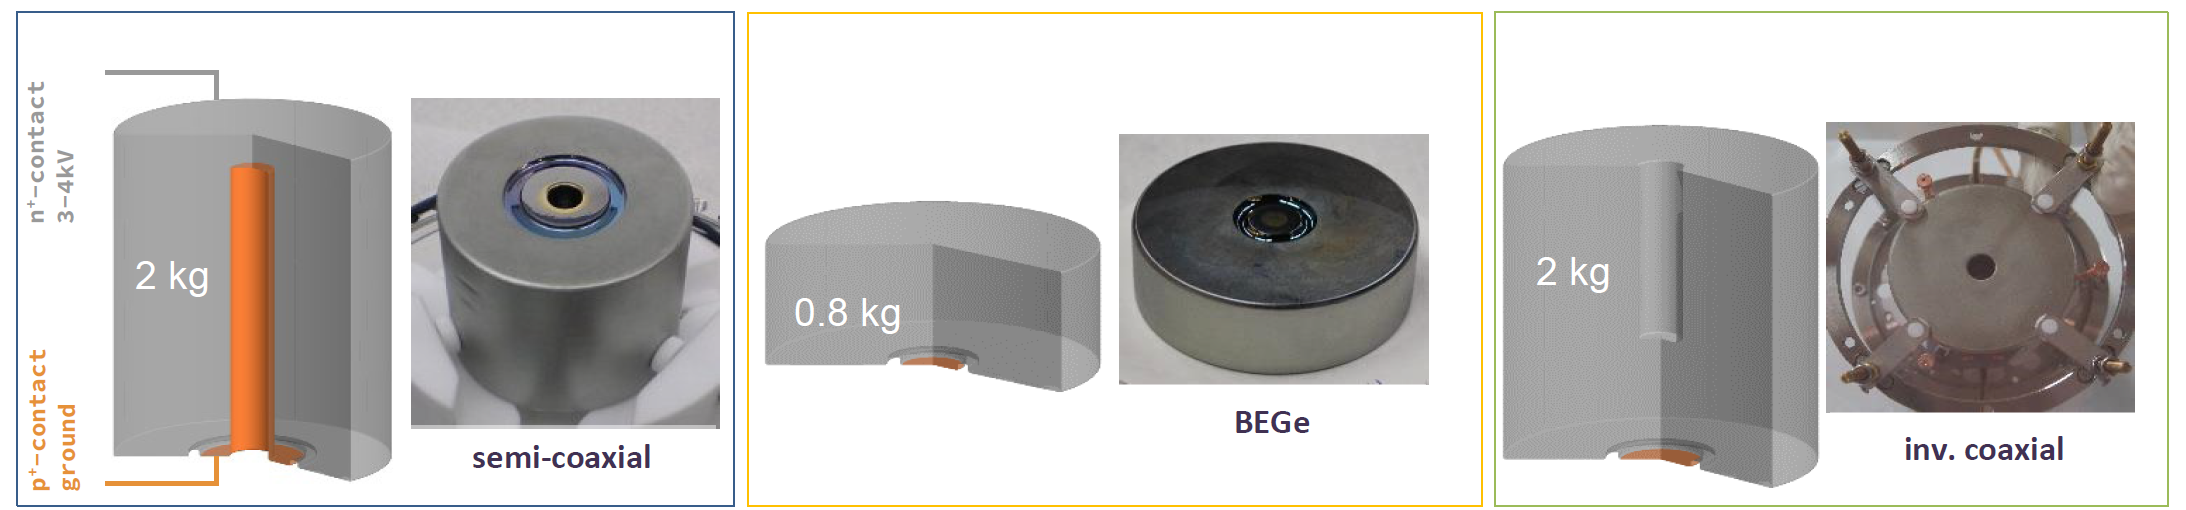 n⁺-contact
3-4kV
p⁺-contact
ground
2 kg
semi-coaxial
0.8 kg
BEGe
2 kg
inv. coaxial